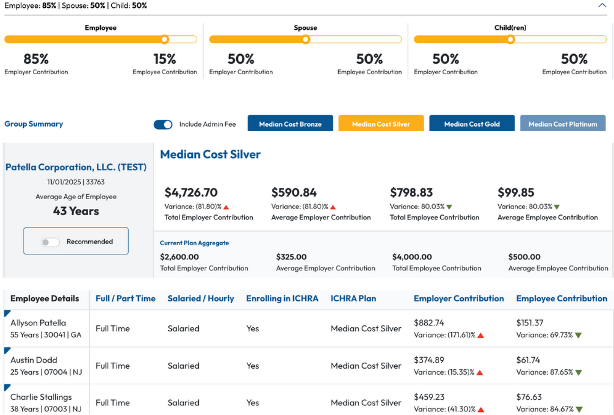 Employee: 85% | Spouse: 50% | Child: 50%
Employee Spouse Child(ren)
85% 15% 50% 50% 50% 50%
Employer Contribution Employee Contribution Employer Contribution Employee Contribution Employer Contribution Employee Contribution
Group Summary Include Admin Fee Median Cost Bronze Median Cost Silver Median Cost Gold Median Cost Platinum
Patella Corporation, LLC. (TEST)
11/01/2025 | 33763
Average Age of Employee
43 Years
Recommended
Median Cost Silver
$4,726.70 $590.84 $798.83 $99.85
Variance: (81.80)% Variance: (81.80)% Variance: 80.03% Variance: 80.03%
Total Employer Contribution Average Employer Contribution Total Employee Contribution Average Employee Contribution
Current Plan Aggregate
$2,600.00 $325.00 $4,000.00 $500.00
Total Employer Contribution Average Employer Contribution Total Employee Contribution Average Employee Contribution
Employee Details Full / Part Time Salaried / Hourly Enrolling in ICHRA ICHRA Plan Employer Contribution Employee Contribution
Allyson Patella Full Time Salaried Yes Median Cost Silver $882.74 $151.37
55 Years | 30041 | GA Variance: (171.61)% Variance: 69.73%
Austin Dodd Full Time Salaried Yes Median Cost Silver $374.89 $61.74
25 Years | 07004 | NJ Variance: (15.35)% Variance: 87.65%
Charlie Stallings Full Time Salaried Yes Median Cost Silver $459.23 $76.63
38 Years | 07003 | NJ Variance: (41.30)% Variance: 84.67%